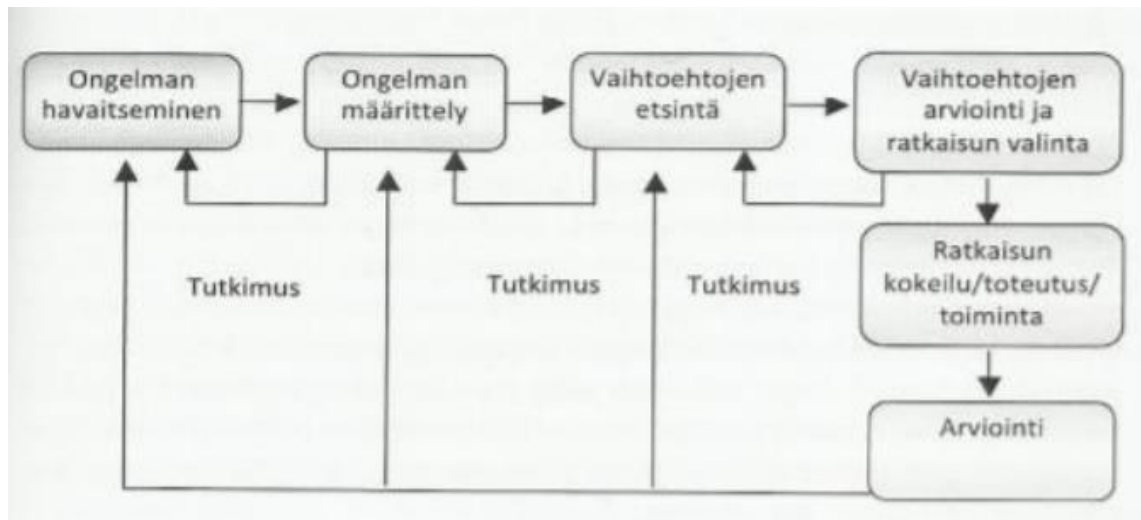 Ongelman
havaitseminen
Ongelman
määrittely
Vaihtoehtojen
etsintä
Vaihtoehtojen
arviointi ja
ratkaisun valinta
Ratkaisun
kokeilu/toteutus/
toiminta
Tutkimus
Tutkimus
Tutkimus
Arviointi